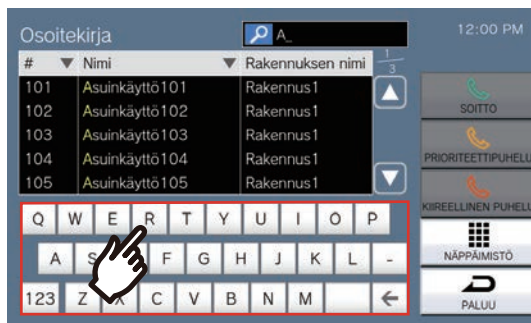 Osoitekirja
A_
12:00 PM
# Nimi Rakennuksen nimi
1
3
101 Asuinkäyttö101 Rakennus1
102 Asuinkäyttö102 Rakennus1
103 Asuinkäyttö103 Rakennus1
104 Asuinkäyttö104 Rakennus1
105 Asuinkäyttö105 Rakennus1
SOITTO
PRIORITEETTIPUHELU
KIIREELLINEN PUHELU
NÄPPÄIMISTÖ
PALUU
Q W E R T Y U I O P
A S F G H J K L -
123 Z X C V B N M